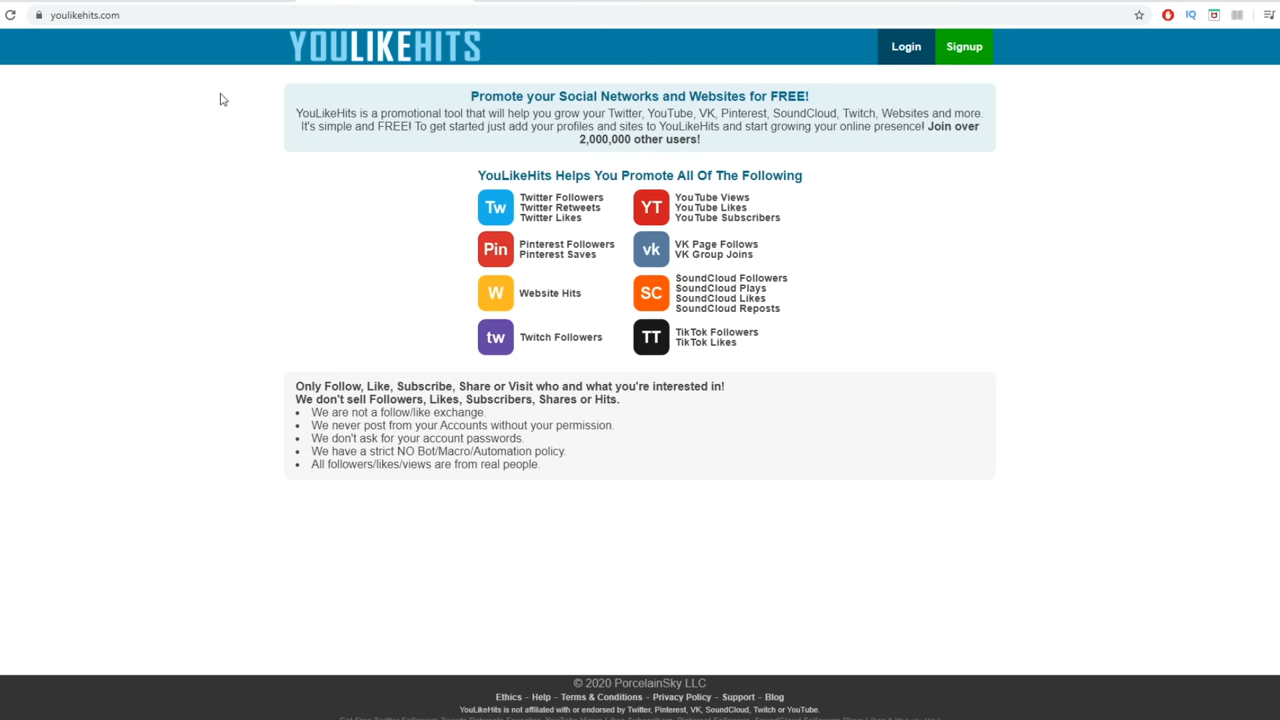 youlikehits.com
IQ
YOULIKEHITS
Login
Signup
Promote your Social Networks and Websites for FREE!
YouLikeHits is a promotional tool that will help you grow your Twitter, YouTube, VK, Pinterest, SoundCloud, Twitch, Websites and more.
It's simple and FREE! To get started just add your profiles and sites to YouLikeHits and start growing your online presence! Join over
2,000,000 other users!
YouLikeHits Helps You Promote All Of The Following
Tw
Twitter Followers
Twitter Retweets
Twitter Likes
YT
YouTube Views
YouTube Likes
YouTube Subscribers
Pin
Pinterest Followers
Pinterest Saves
vk
VK Page Follows
VK Group Joins
W
Website Hits
SC
SoundCloud Followers
SoundCloud Plays
SoundCloud Likes
SoundCloud Reposts
tw
Twitch Followers
TT
TikTok Followers
TikTok Likes
Only Follow, Like, Subscribe, Share or Visit who and what you're interested in!
We don't sell Followers, Likes, Subscribers, Shares or Hits.
• We are not a follow/like exchange.
• We never post from your Accounts without your permission.
• We don't ask for your account passwords.
• We have a strict NO Bot/Macro/Automation policy.
• All followers/likes/views are from real people.
© 2020 PorcelainSky LLC
Ethics - Help - Terms & Conditions - Privacy Policy - Support - Blog
YouLikeHits is not affiliated with or endorsed by Twitter, Pinterest, VK, SoundCloud, Twitch or YouTube.